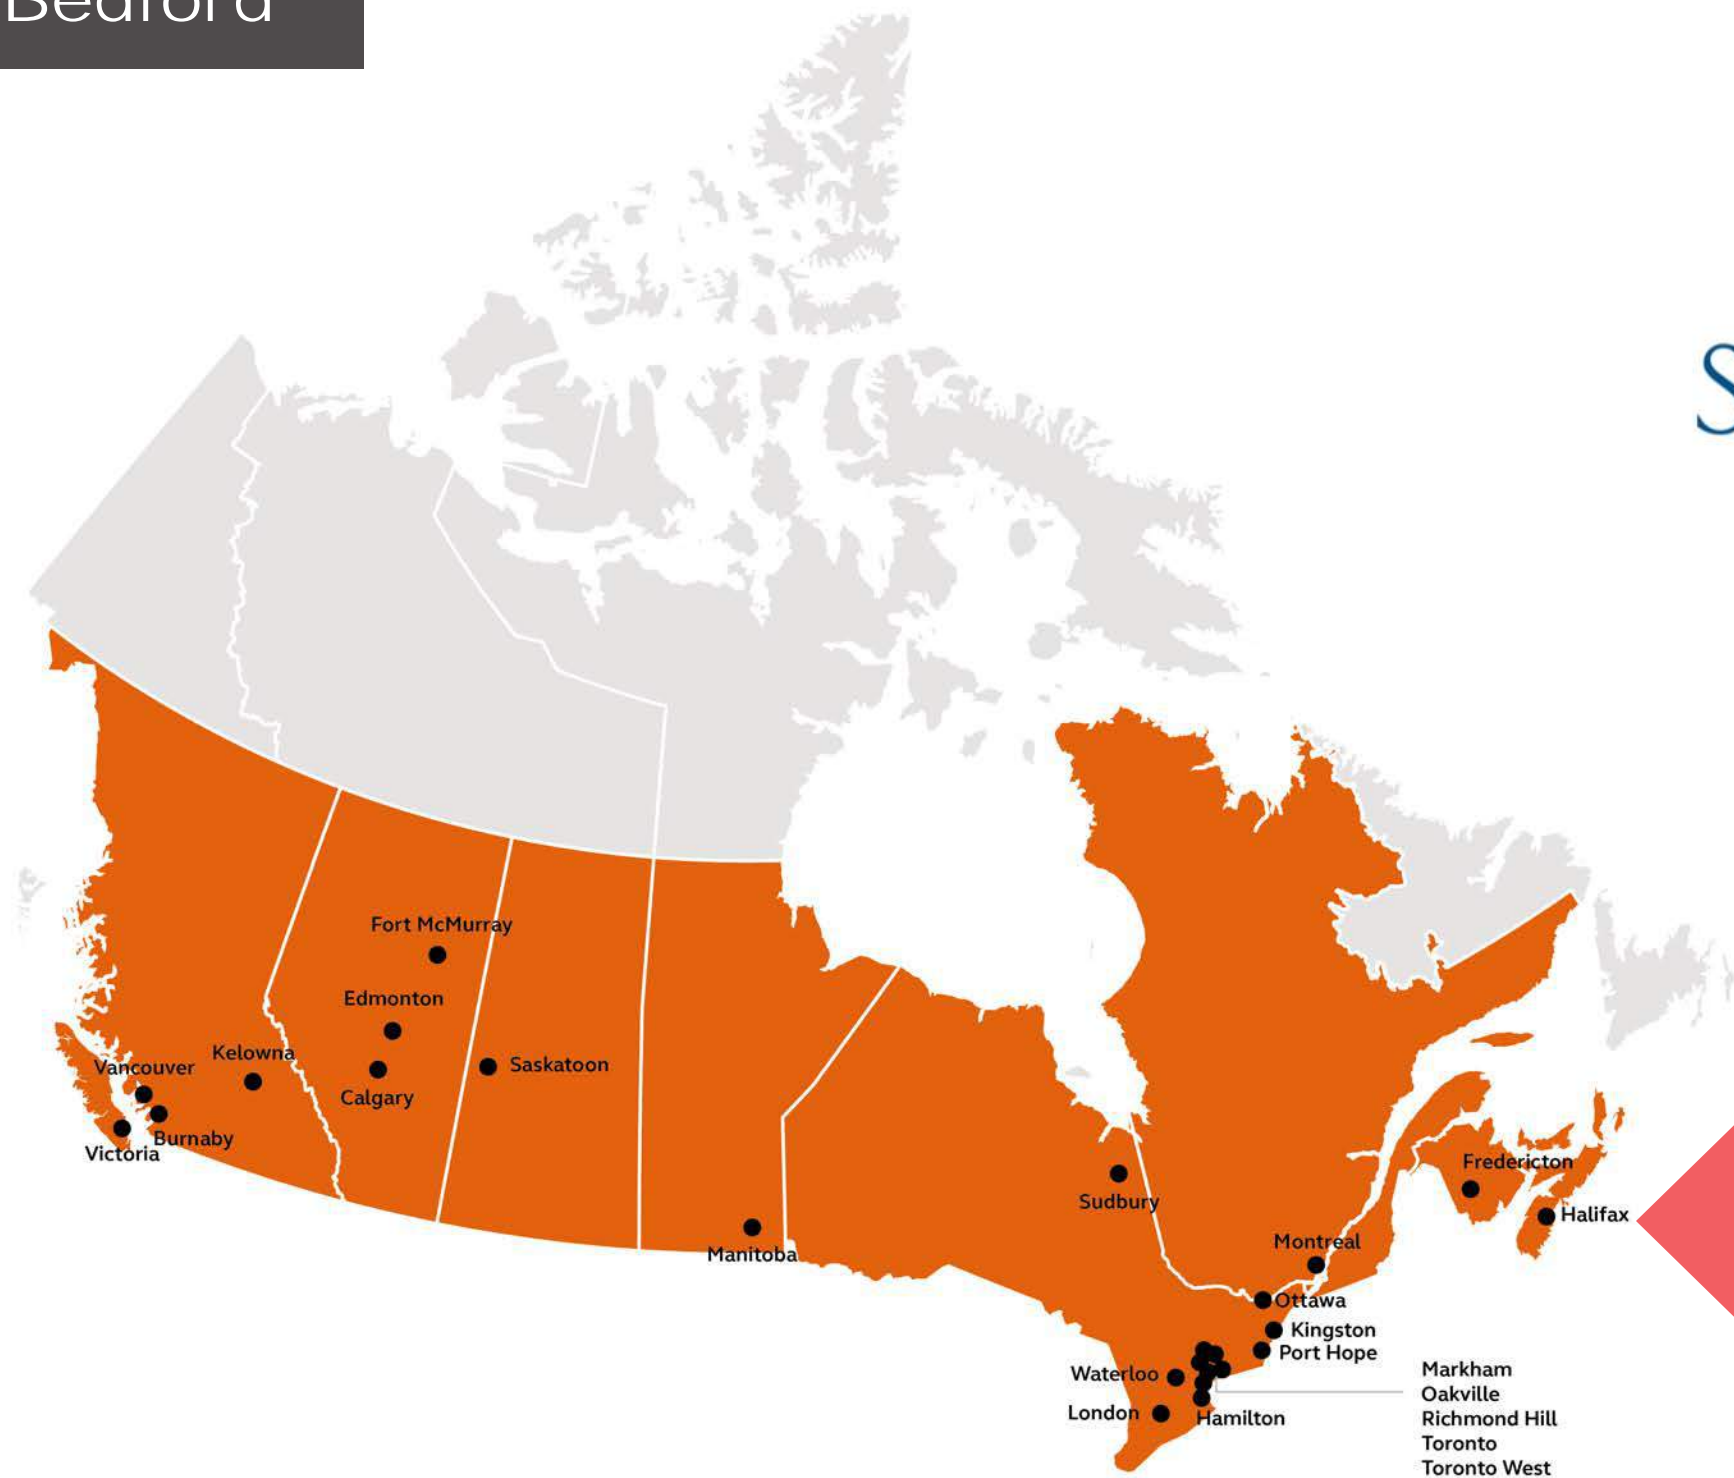 Bedford
S
Fort McMurray
Edmonton
Kelowna
Vancouver
Saskatoon
Calgary
Burnaby
Victoria
Fredericton
Sudbury
Halifax
Montreal
Manitoba
Ottawa
Kingston
Port Hope
Waterloo
Markham
Oakville
London
Hamilton
Richmond Hill
Toronto
Toronto West